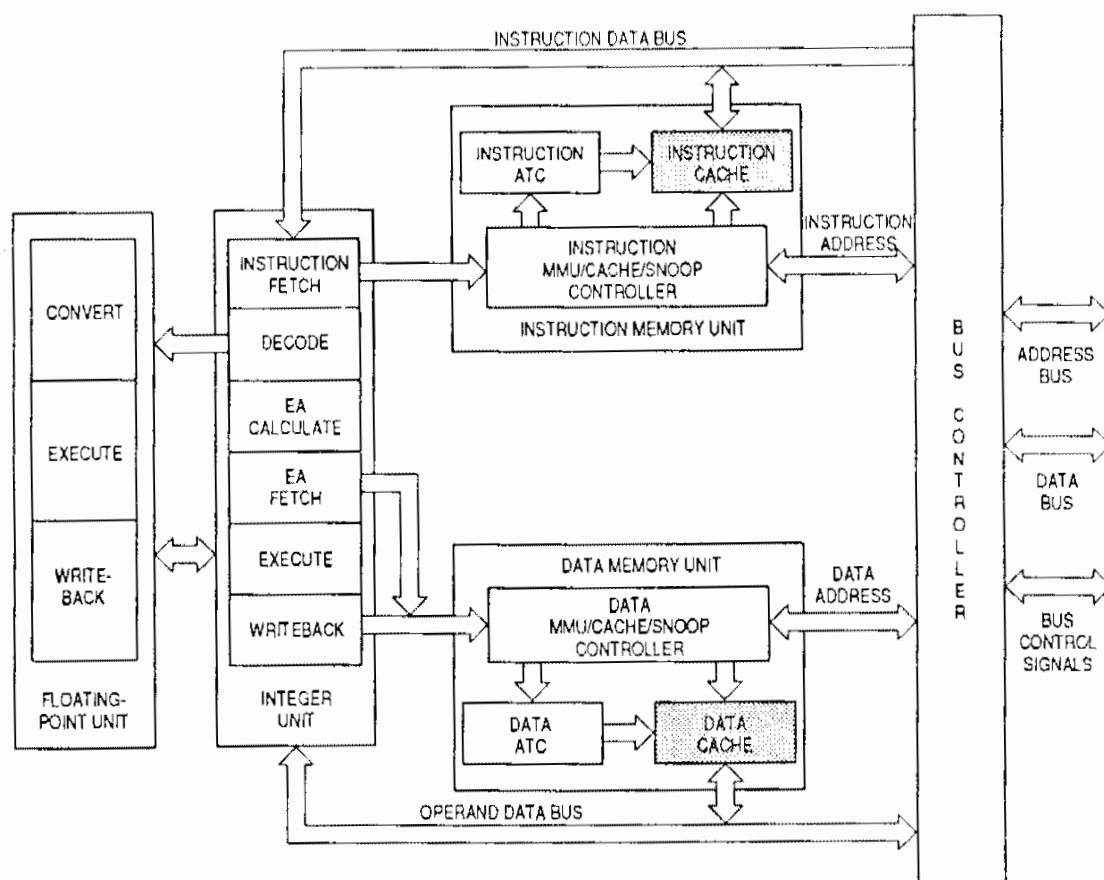 INSTRUCTION DATA BUS
INSTRUCTION
ATC
INSTRUCTION
CACHE
INSTRUCTION
MMU/CACHE/SNOOP
CONTROLLER
INSTRUCTION MEMORY UNIT
INSTRUCTION
ADDRESS
CONVERT
EXECUTE
WRITE-
BACK
FLOATING-
POINT UNIT
INSTRUCTION
FETCH
DECODE
EA
CALCULATE
EA
FETCH
EXECUTE
WRITEBACK
INTEGER
UNIT
DATA MEMORY UNIT
DATA
MMU/CACHE/SNOOP
CONTROLLER
DATA
ATC
DATA
CACHE
DATA
ADDRESS
OPERAND DATA BUS
BUS CONTROLLER
ADDRESS
BUS
DATA
BUS
BUS
CONTROL
SIGNALS